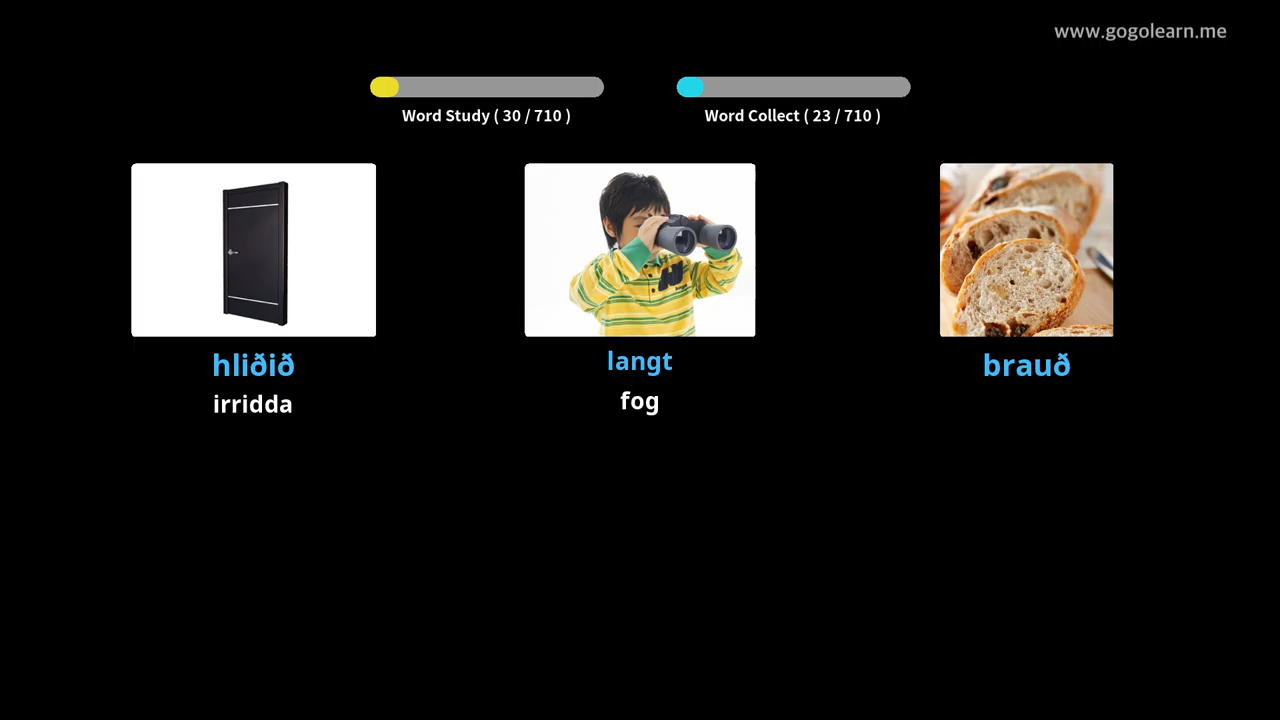 www.gogolearn.me
Word Study ( 30 / 710 )
Word Collect ( 23 / 710 )
hliðið
irridda
langt
fog
brauð